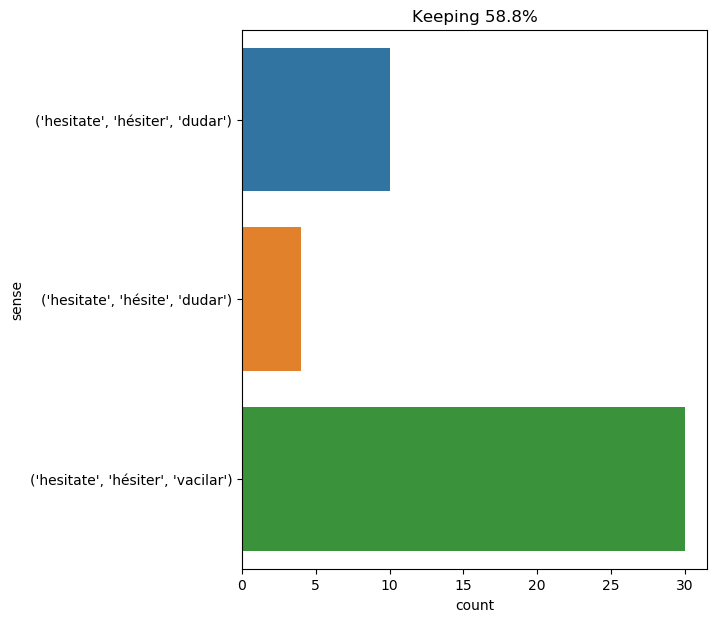 Keeping 58.8%
('hesitate', 'hésiter', 'dudar')
('hesitate', 'hésite', 'dudar')
('hesitate', 'hésiter', 'vacilar')
sense
0 5 10 15 20 25 30
count